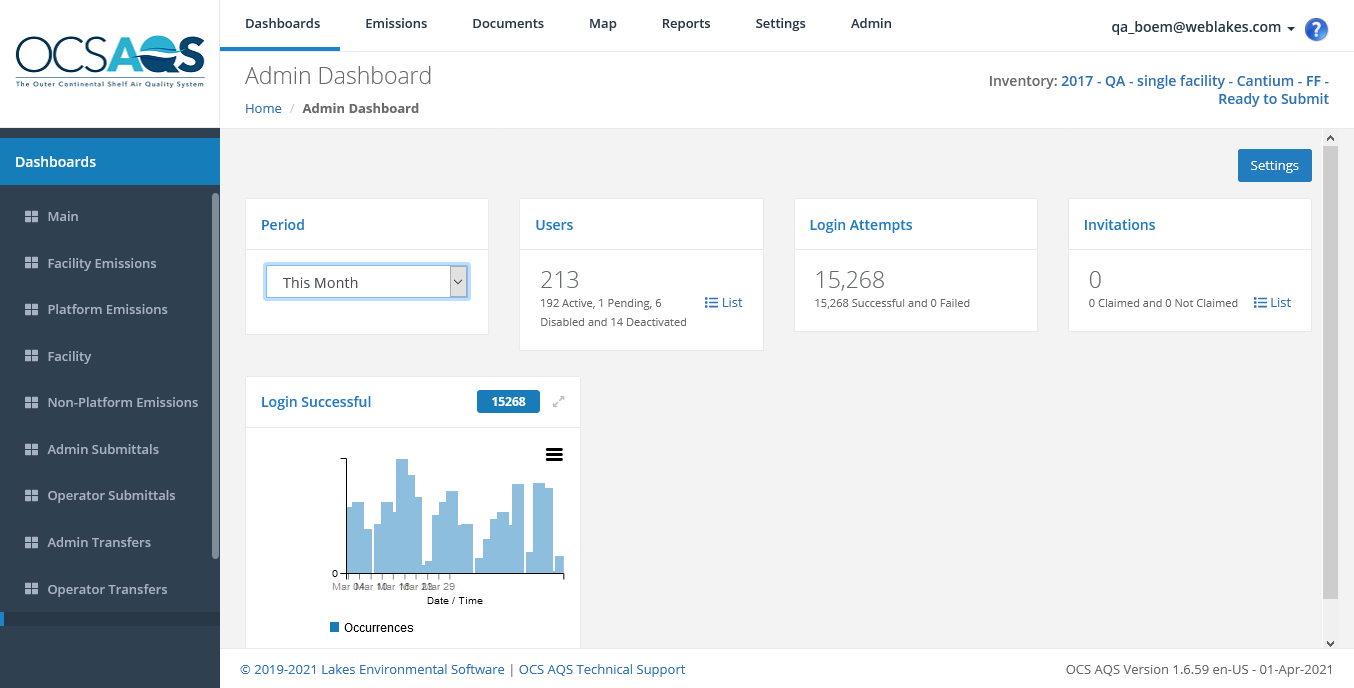 Dashboards
Emissions
Documents
Map
Reports
Settings
Admin
qa_boem@weblakes.com
?
OCSAQS
The Outer Continental Shelf Air Quality System
Admin Dashboard
Home / Admin Dashboard
Inventory: 2017 - QA - single facility - Cantium - FF -
Ready to Submit
Dashboards
Main
Facility Emissions
Platform Emissions
Facility
Non-Platform Emissions
Admin Submittals
Operator Submittals
Admin Transfers
Operator Transfers
Settings
Period
This Month
Users
213
192 Active, 1 Pending, 6
Disabled and 14 Deactivated
List
Login Attempts
15,268
15,268 Successful and 0 Failed
Invitations
0
0 Claimed and 0 Not Claimed
List
Login Successful
15268
0
Mar 04
Mar 10
Mar 16
Mar 23
Mar 29
Date / Time
Occurrences
© 2019-2021 Lakes Environmental Software | OCS AQS Technical Support
OCS AQS Version 1.6.59 en-US - 01-Apr-2021